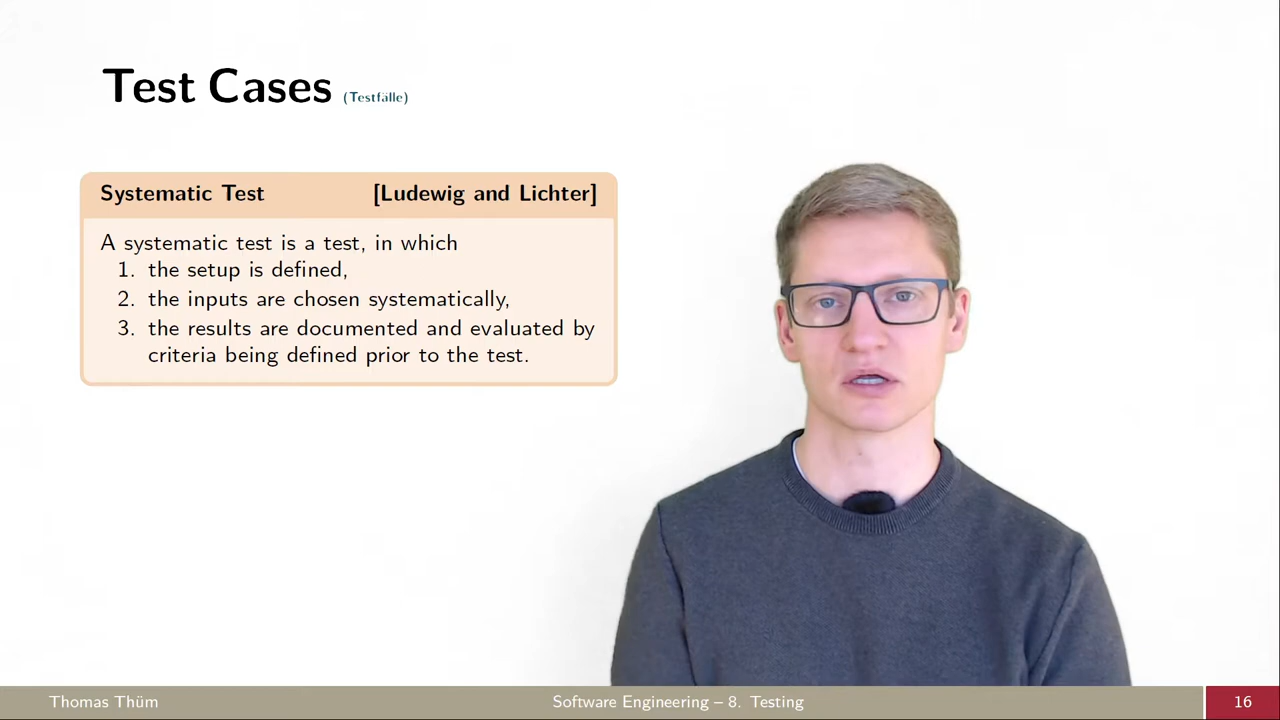 Test Cases (Testfälle)
Systematic Test [Ludewig and Lichter]
A systematic test is a test, in which
1. the setup is defined,
2. the inputs are chosen systematically,
3. the results are documented and evaluated by
criteria being defined prior to the test.
Thomas Thüm Software Engineering – 8. Testing 16